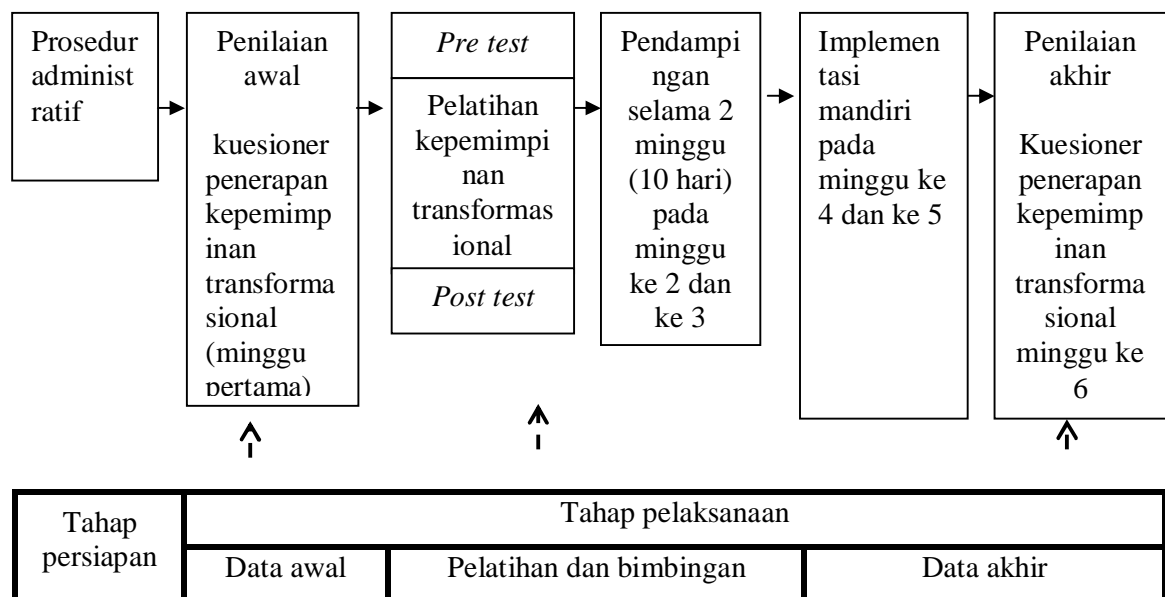 Prosedur
administ
ratif
Penilaian
awal
kuesioner
penerapan
kepemimp
inan
transforma
sional
(minggu
pertama)
Pre test
Pelatihan
kepemimpi
nan
transformas
ional
Post test
Pendampi
ngan
selama 2
minggu
(10 hari)
pada
minggu
ke 2 dan
ke 3
Implemen
tasi
mandiri
pada
minggu ke
4 dan ke 5
Penilaian
akhir
Kuesioner
penerapan
kepemimp
inan
transforma
sional
minggu ke
6
Tahap
persiapan
Tahap pelaksanaan
Data awal
Pelatihan dan bimbingan
Data akhir